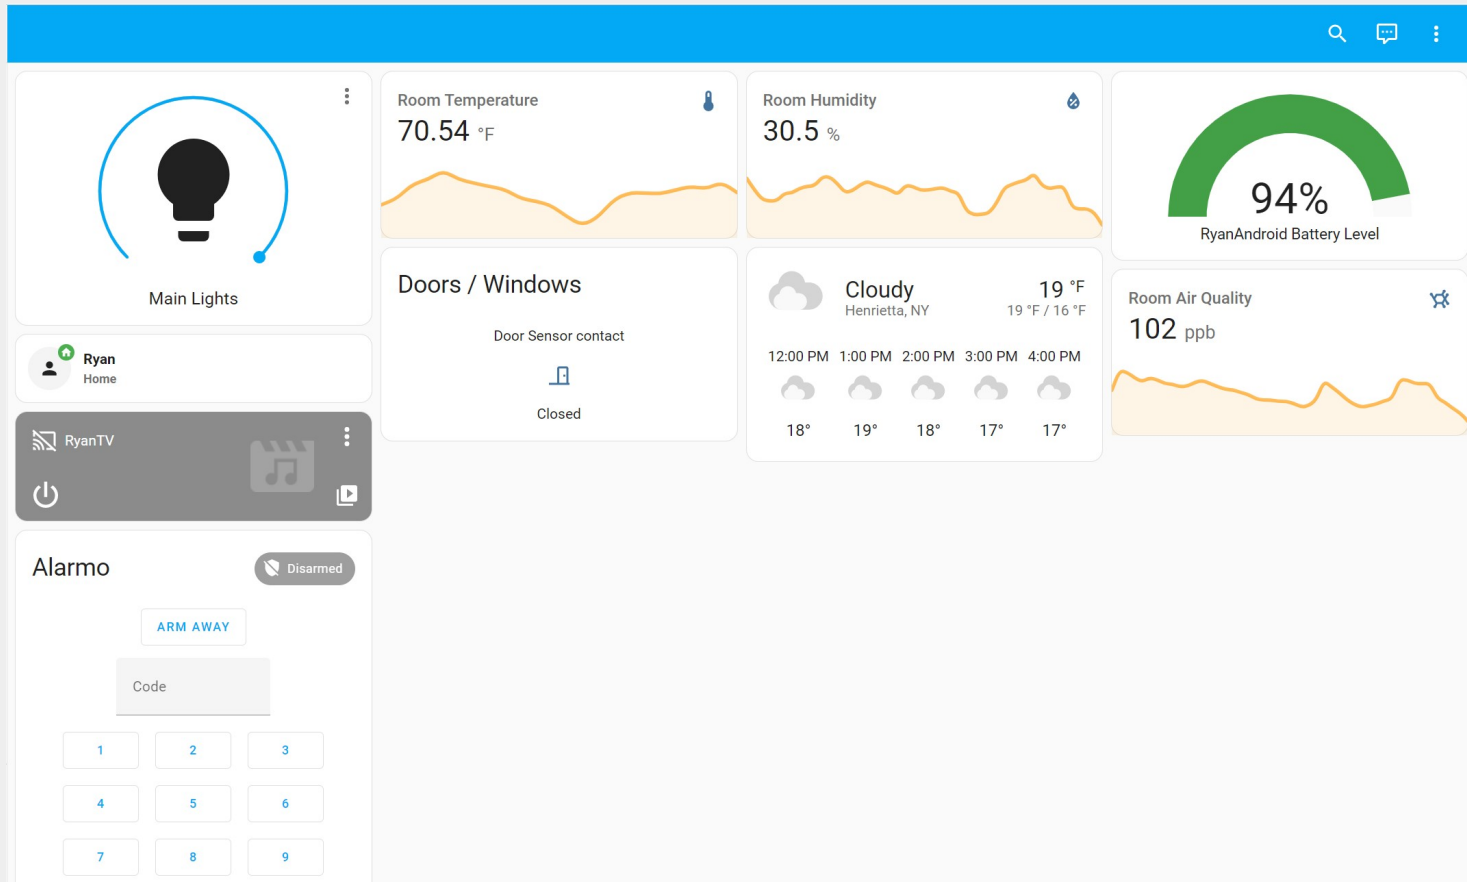 Main Lights
Ryan
Home
RyanTV
Alarmo
Disarmed
ARM AWAY
Code
1 2 3
4 5 6
7 8 9
Room Temperature
70.54 °F
Doors / Windows
Door Sensor contact
Closed
Room Humidity
30.5 %
Cloudy 19 °F
Henrietta, NY 19 °F / 16 °F
12:00 PM 1:00 PM 2:00 PM 3:00 PM 4:00 PM
18° 19° 18° 17° 17°
94%
RyanAndroid Battery Level
Room Air Quality
102 ppb